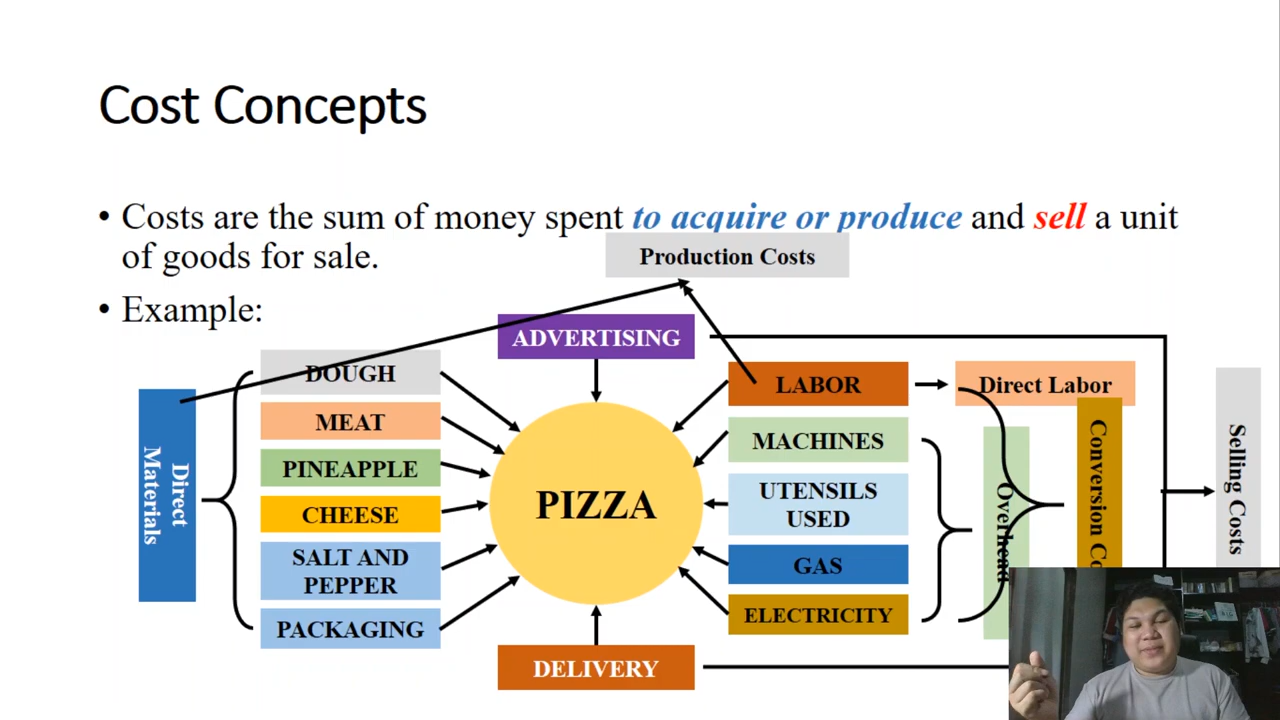 Cost Concepts
• Costs are the sum of money spent to acquire or produce and sell a unit
of goods for sale.
Production Costs
• Example:
ADVERTISING
DOUGH
MEAT
PINEAPPLE
CHEESE
SALT AND
PEPPER
PACKAGING
Direct
Materials
PIZZA
DELIVERY
LABOR
MACHINES
UTENSILS
USED
GAS
ELECTRICITY
Direct Labor
Overhead
Conversion
Selling Costs